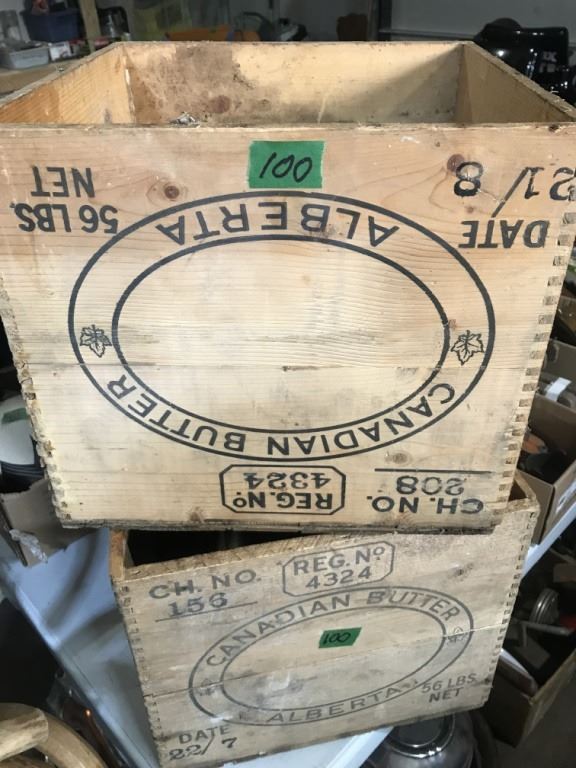 100
CH. NO.
208
REG. Nº
4324
CANADIAN BUTTER
ALBERTA
56 LBS.
NET
DATE
21/8
CH. NO.
156
REG. Nº
4324
CANADIAN BUTTER
100
ALBERTA
56 LBS
NET
DATE
22/7